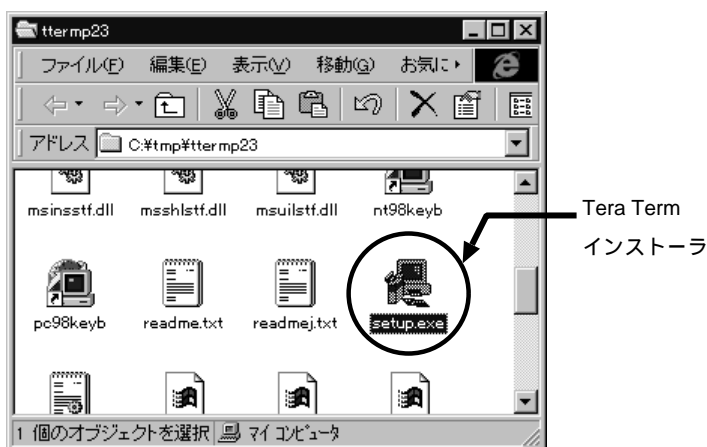 ttermp23
ファイル(F) 編集(E) 表示(V) 移動(G) お気に
アドレス C:¥tmp¥ttermp23
msinsstf.dll msshlstf.dll msuilstf.dll nt98keyb
Tera Term
インストーラ
pc98keyb readme.txt readmej.txt setup.exe
1 個のオブジェクトを選択 マイ コンピュータ